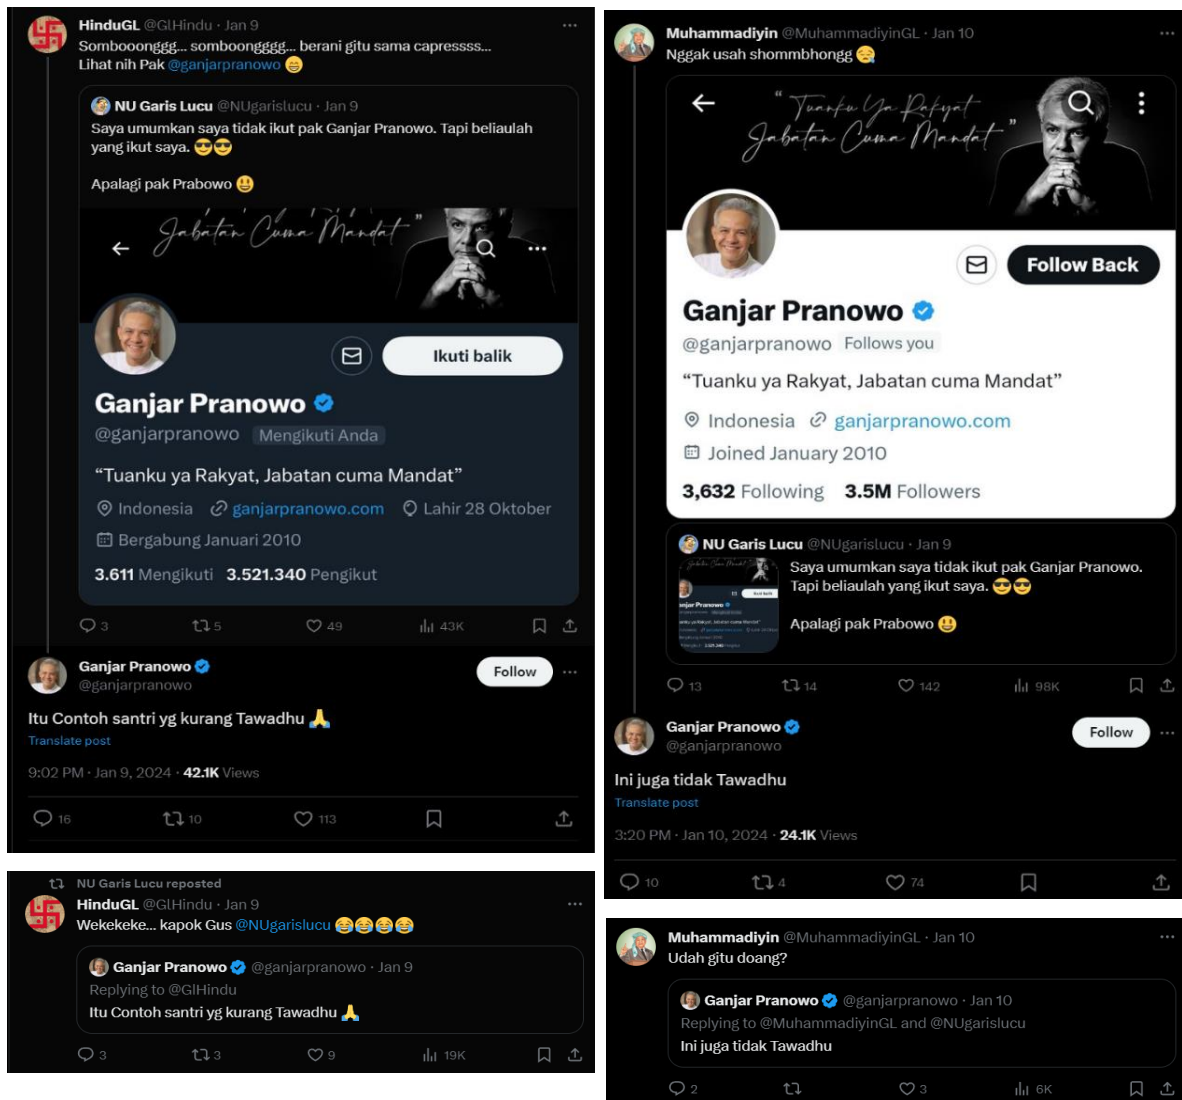 HinduGL @GlHindu · Jan 9
Sombooonggg... somboongggg... berani gitu sama capressss...
Lihat nih Pak @ganjarpranowo 😁
NU Garis Lucu @NUgarislucu · Jan 9
Saya umumkan saya tidak ikut pak Ganjar Pranowo. Tapi beliaulah
yang ikut saya. 😎😎
Apalagi pak Prabowo 😃
Jabatan Cuma Mandat"
Ikuti balik
Ganjar Pranowo
@ganjarpranowo Mengikuti Anda
“Tuanku ya Rakyat, Jabatan cuma Mandat”
Indonesia ganjarpranowo.com Lahir 28 Oktober
Bergabung Januari 2010
3.611 Mengikuti 3.521.340 Pengikut
3 5 49 43K
Ganjar Pranowo
@ganjarpranowo
Follow
Itu Contoh santri yg kurang Tawadhu 🙏
Translate post
9:02 PM · Jan 9, 2024 · 42.1K Views
16 10 113
NU Garis Lucu reposted
HinduGL @GlHindu · Jan 9
Wekekeke... kapok Gus @NUgarislucu 😂😂😂😂
Ganjar Pranowo @ganjarpranowo · Jan 9
Replying to @GlHindu
Itu Contoh santri yg kurang Tawadhu 🙏
3 3 9 19K
Muhammadiyin @MuhammadiyinGL · Jan 10
Nggak usah shommbhongg 😪
" Tuanku Ya Rakyat
Jabatan Cuma Mandat "
Follow Back
Ganjar Pranowo
@ganjarpranowo Follows you
“Tuanku ya Rakyat, Jabatan cuma Mandat”
Indonesia ganjarpranowo.com
Joined January 2010
3,632 Following 3.5M Followers
NU Garis Lucu @NUgarislucu · Jan 9
Saya umumkan saya tidak ikut pak Ganjar Pranowo.
Tapi beliaulah yang ikut saya. 😎😎
Apalagi pak Prabowo 😃
13 14 142 98K
Ganjar Pranowo
@ganjarpranowo
Follow
Ini juga tidak Tawadhu
Translate post
3:20 PM · Jan 10, 2024 · 24.1K Views
10 4 74
Muhammadiyin @MuhammadiyinGL · Jan 10
Udah gitu doang?
Ganjar Pranowo @ganjarpranowo · Jan 10
Replying to @MuhammadiyinGL and @NUgarislucu
Ini juga tidak Tawadhu
2 3 6K